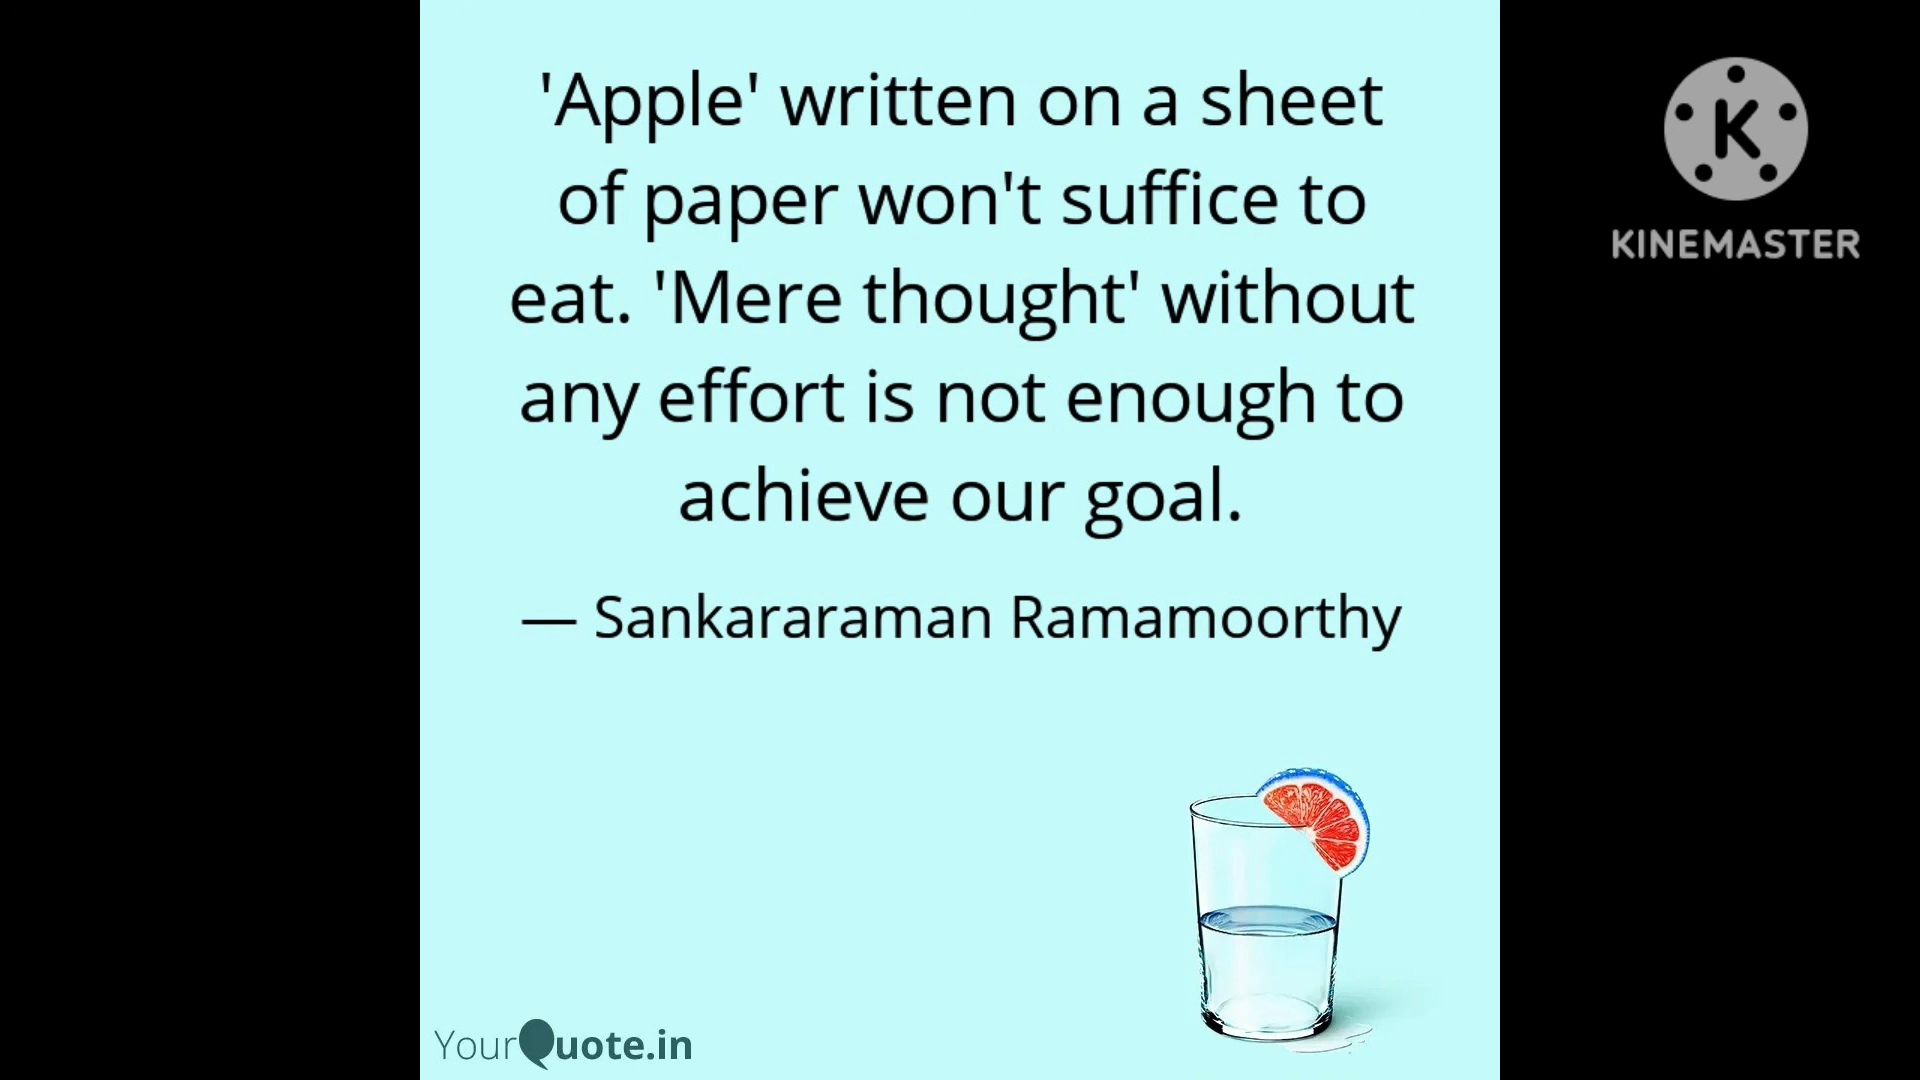 'Apple' written on a sheet
of paper won't suffice to
eat. 'Mere thought' without
any effort is not enough to
achieve our goal.
— Sankararaman Ramamoorthy
K
KINEMASTER
YourQuote.in